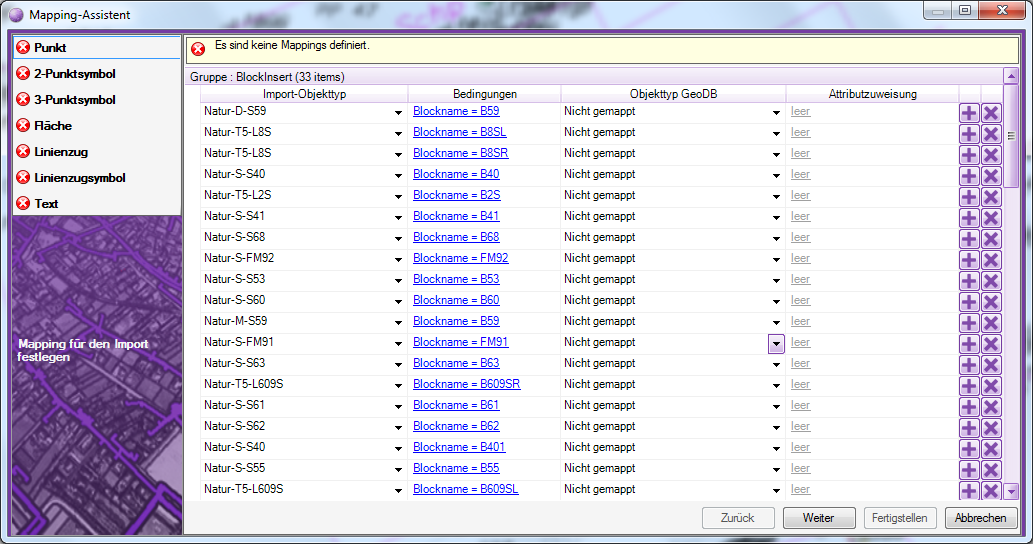 Mapping-Assistent
Punkt
2-Punktsymbol
3-Punktsymbol
Fläche
Linienzug
Linienzugsymbol
Text
Mapping für den Import
festlegen
Es sind keine Mappings definiert.
Gruppe : BlockInsert (33 items)
Import-Objekttyp Bedingungen Objekttyp GeoDB Attributzuweisung
Natur-D-S59 Blockname = B59 Nicht gemappt leer
Natur-T5-L8S Blockname = B8SL Nicht gemappt leer
Natur-T5-L8S Blockname = B8SR Nicht gemappt leer
Natur-S-S40 Blockname = B40 Nicht gemappt leer
Natur-T5-L2S Blockname = B2S Nicht gemappt leer
Natur-S-S41 Blockname = B41 Nicht gemappt leer
Natur-S-S68 Blockname = B68 Nicht gemappt leer
Natur-S-FM92 Blockname = FM92 Nicht gemappt leer
Natur-S-S53 Blockname = B53 Nicht gemappt leer
Natur-S-S60 Blockname = B60 Nicht gemappt leer
Natur-M-S59 Blockname = B59 Nicht gemappt leer
Natur-S-FM91 Blockname = FM91 Nicht gemappt leer
Natur-S-S63 Blockname = B63 Nicht gemappt leer
Natur-T5-L609S Blockname = B609SR Nicht gemappt leer
Natur-S-S61 Blockname = B61 Nicht gemappt leer
Natur-S-S62 Blockname = B62 Nicht gemappt leer
Natur-S-S40 Blockname = B401 Nicht gemappt leer
Natur-S-S55 Blockname = B55 Nicht gemappt leer
Natur-T5-L609S Blockname = B609SL Nicht gemappt leer
Zurück Weiter Fertigstellen Abbrechen